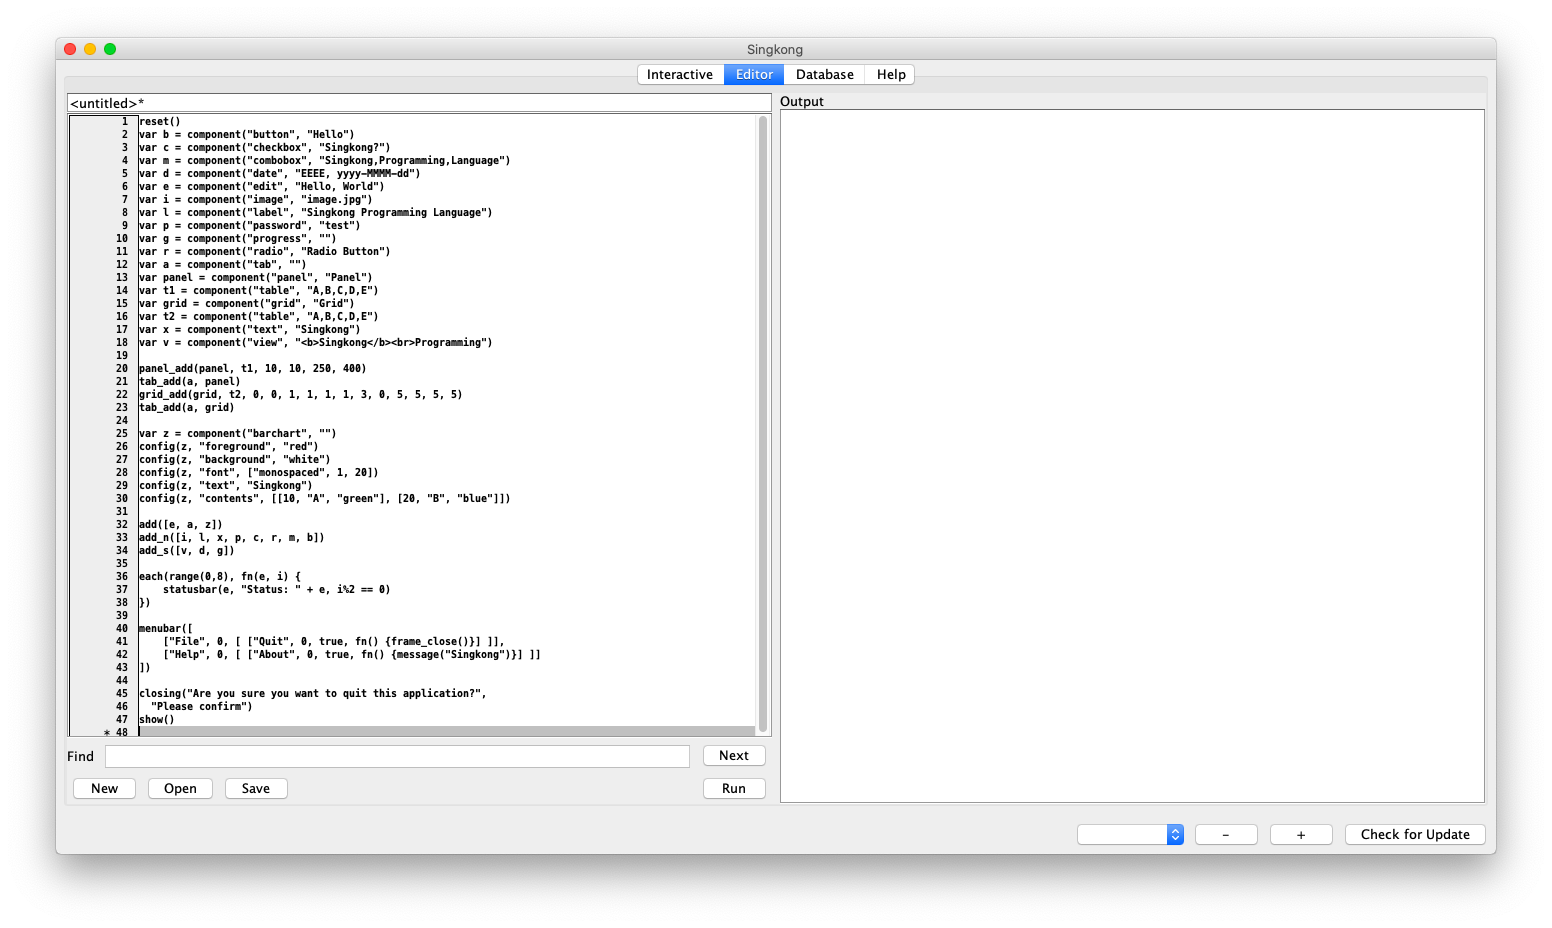 Singkong
Interactive Editor Database Help
<untitled>*
Output
1 reset()
2 var b = component("button", "Hello")
3 var c = component("checkbox", "Singkong?")
4 var m = component("combobox", "Singkong,Programming,Language")
5 var d = component("date", "EEEE, yyyy-MMMM-dd")
6 var e = component("edit", "Hello, World")
7 var i = component("image", "image.jpg")
8 var l = component("label", "Singkong Programming Language")
9 var p = component("password", "test")
10 var g = component("progress", "")
11 var r = component("radio", "Radio Button")
12 var a = component("tab", "")
13 var panel = component("panel", "Panel")
14 var t1 = component("table", "A,B,C,D,E")
15 var grid = component("grid", "Grid")
16 var t2 = component("table", "A,B,C,D,E")
17 var x = component("text", "Singkong")
18 var v = component("view", "<b>Singkong</b><br>Programming")
19
20 panel_add(panel, t1, 10, 10, 250, 400)
21 tab_add(a, panel)
22 grid_add(grid, t2, 0, 0, 1, 1, 1, 1, 3, 0, 5, 5, 5, 5)
23 tab_add(a, grid)
24
25 var z = component("barchart", "")
26 config(z, "foreground", "red")
27 config(z, "background", "white")
28 config(z, "font", ["monospaced", 1, 20])
29 config(z, "text", "Singkong")
30 config(z, "contents", [[10, "A", "green"], [20, "B", "blue"]])
31
32 add([e, a, z])
33 add_n([i, l, x, p, c, r, m, b])
34 add_s([v, d, g])
35
36 each(range(0,8), fn(e, i) {
37     statusbar(e, "Status: " + e, i%2 == 0)
38 })
39
40 menubar([
41     ["File", 0, [ ["Quit", 0, true, fn() {frame_close()}] ]],
42     ["Help", 0, [ ["About", 0, true, fn() {message("Singkong")}] ]]
43 ])
44
45 closing("Are you sure you want to quit this application?",
46   "Please confirm")
47 show()
* 48
Find Next
New Open Save Run
- + Check for Update